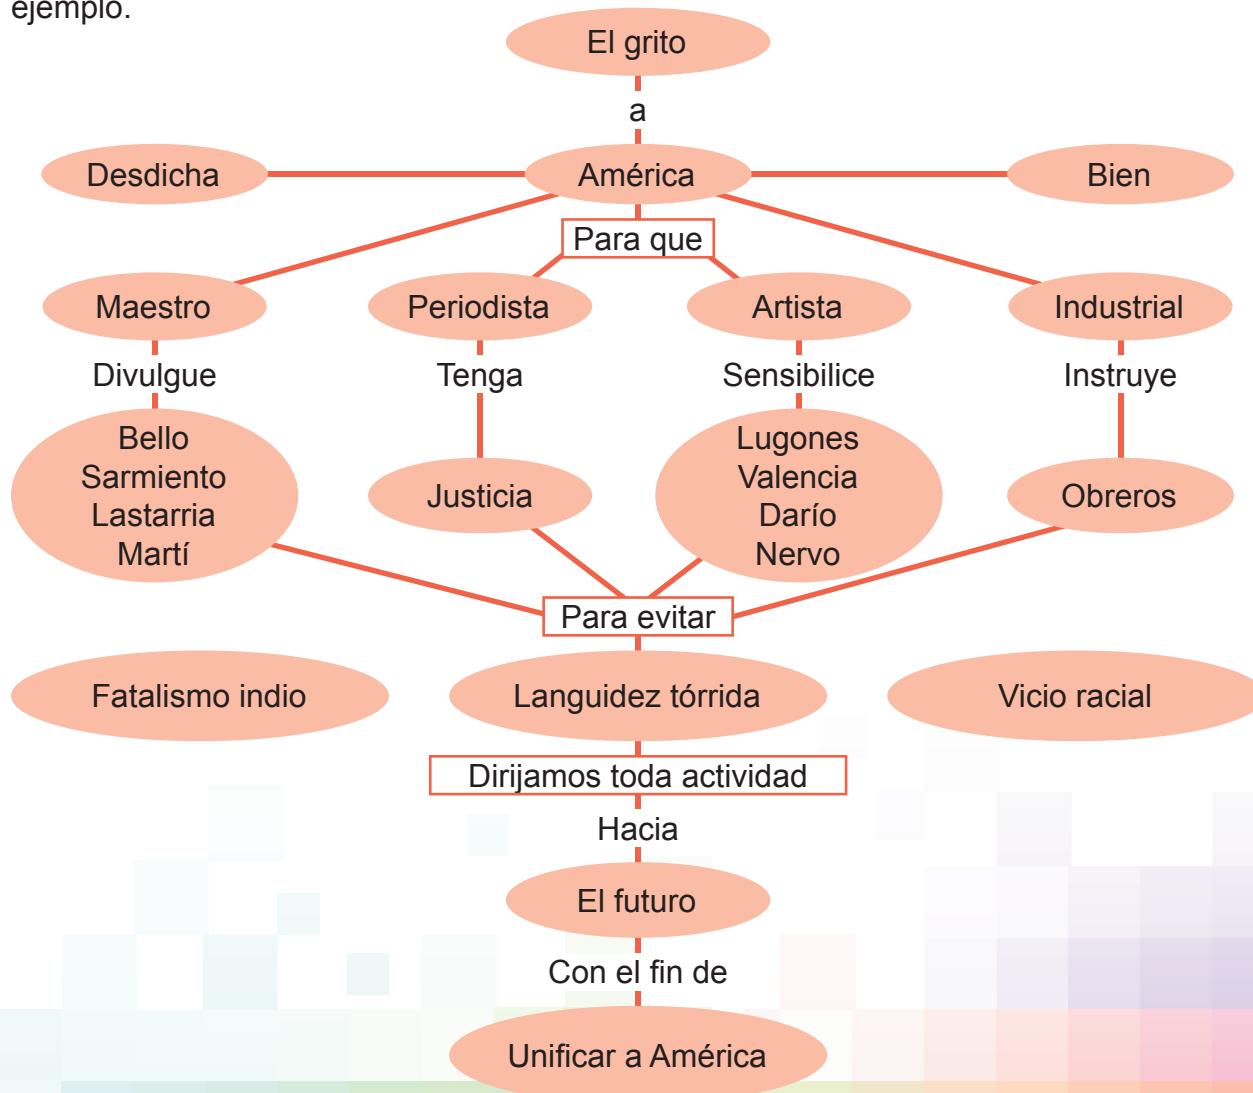 ejemplo.
El grito
a
Desdicha
América
Bien
Para que
Maestro
Periodista
Artista
Industrial
Divulgue
Tenga
Sensibilice
Instruye
Bello
Sarmiento
Lastarria
Martí
Justicia
Lugones
Valencia
Darío
Nervo
Obreros
Para evitar
Fatalismo indio
Languidez tórrida
Vicio racial
Dirijamos toda actividad
Hacia
El futuro
Con el fin de
Unificar a América